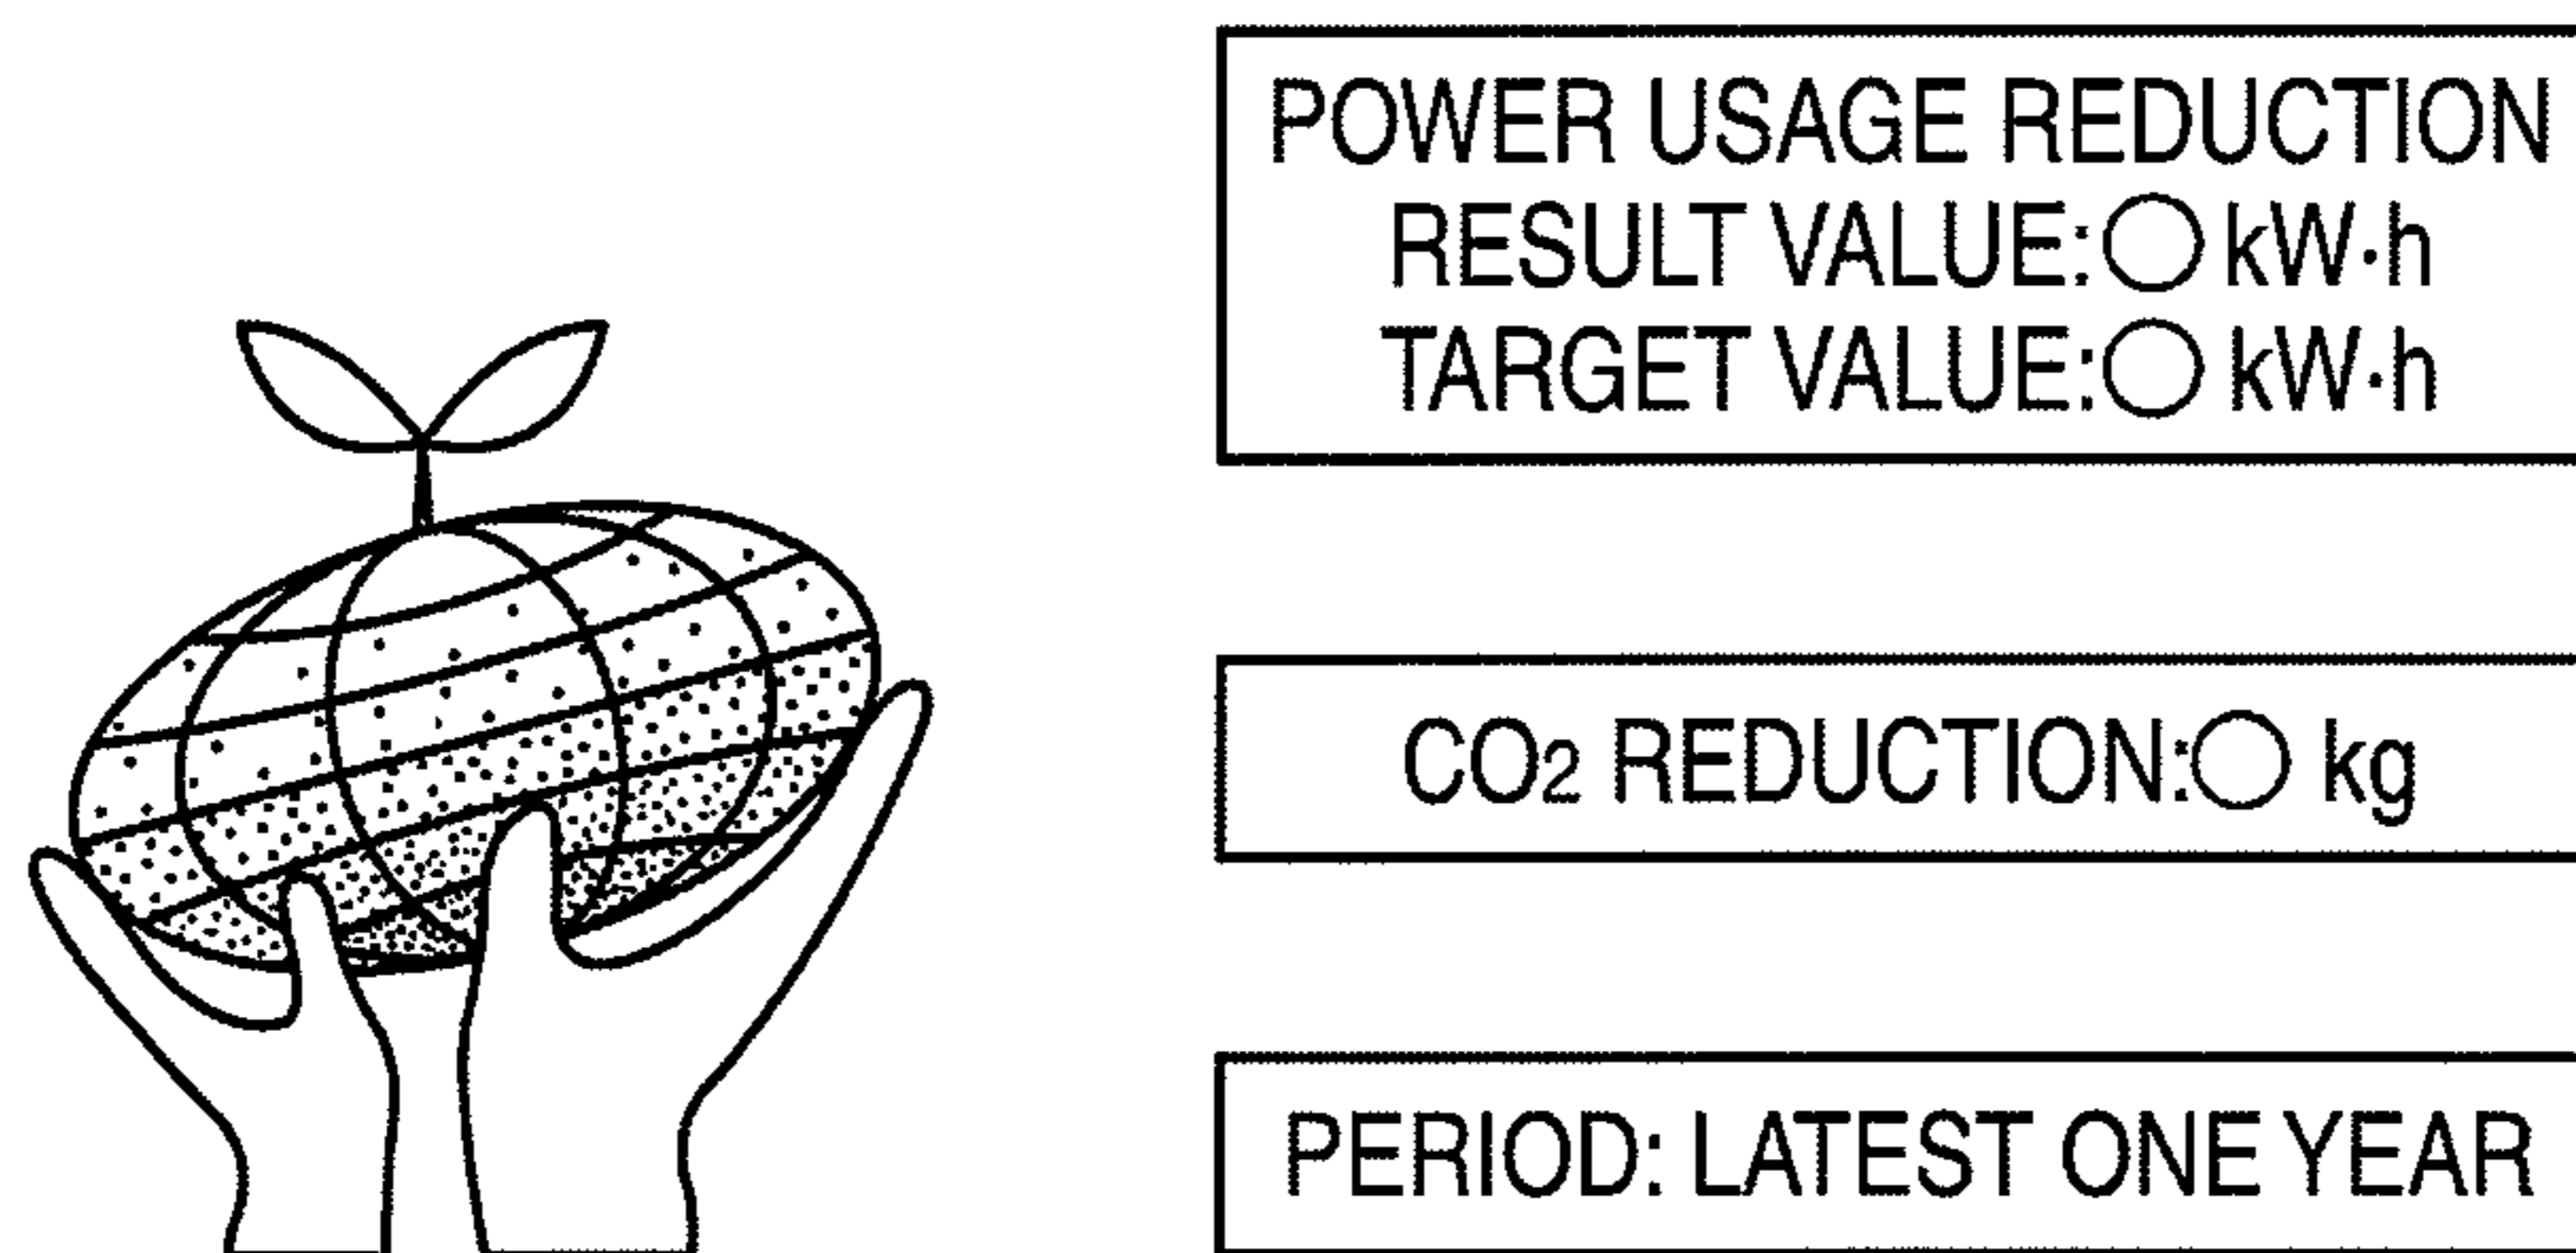 POWER USAGE REDUCTION
RESULT VALUE:○ kW·h
TARGET VALUE:○ kW·h
CO2 REDUCTION:○ kg
PERIOD: LATEST ONE YEAR